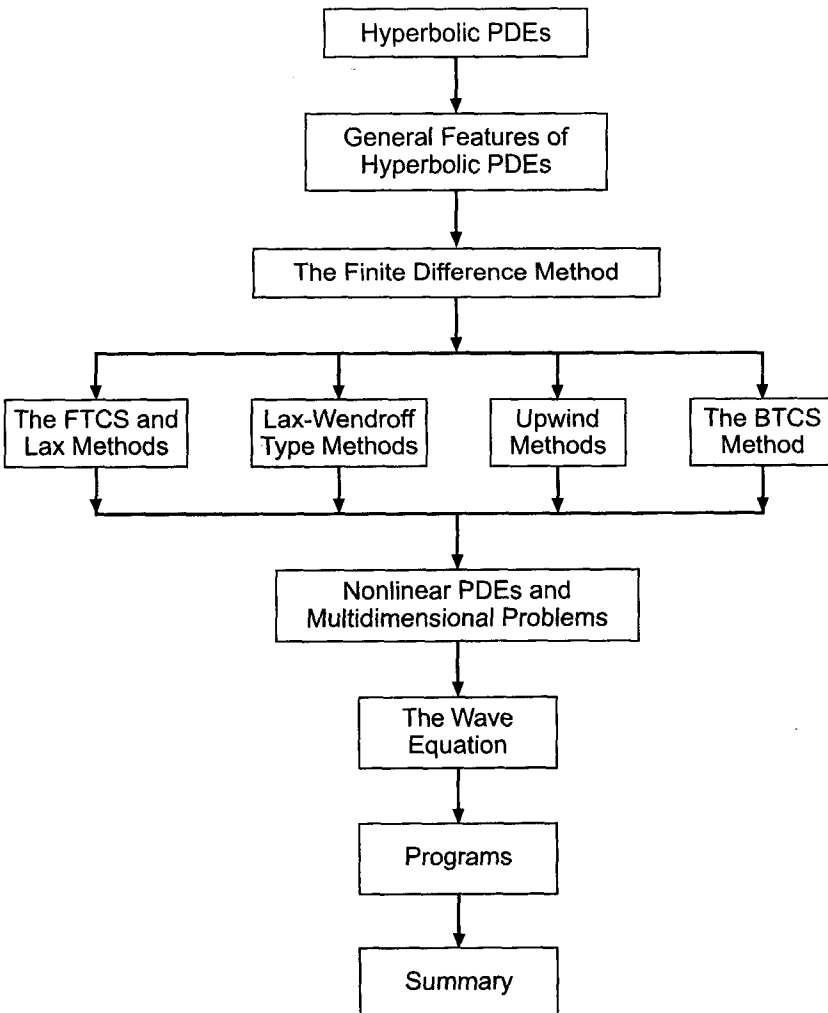 Hyperbolic PDEs
General Features of
Hyperbolic PDEs
The Finite Difference Method
The FTCS and
Lax Methods
Lax-Wendroff
Type Methods
Upwind
Methods
The BTCS
Method
Nonlinear PDEs and
Multidimensional Problems
The Wave
Equation
Programs
Summary